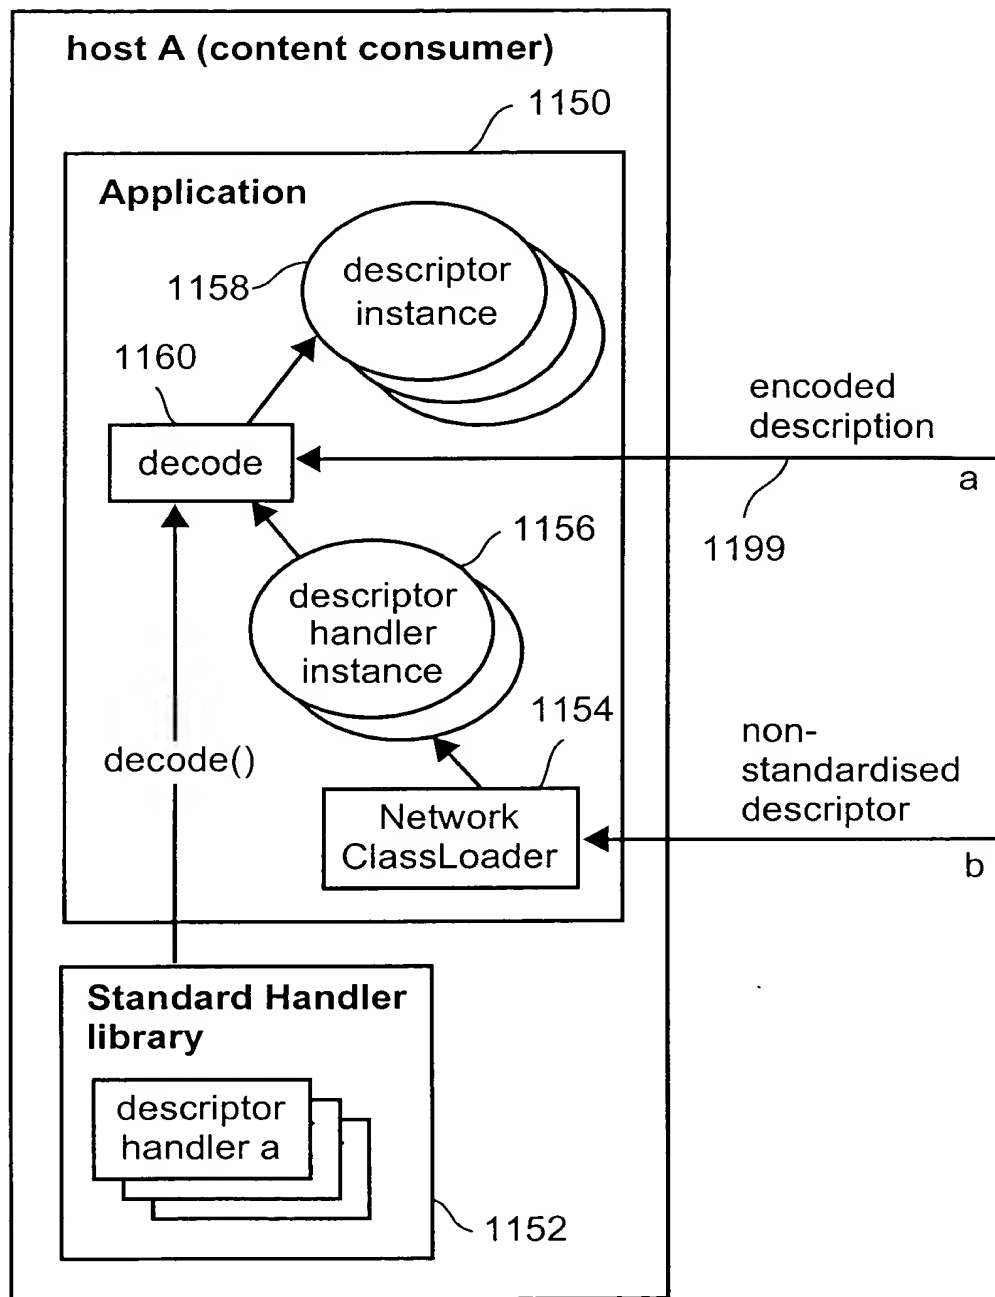 host A (content consumer)
1150
Application
descriptor
instance
1158
1160
decode
encoded
description
a
1199
1156
descriptor
handler
instance
1154
decode()
non-
standardised
descriptor
Network
ClassLoader
b
Standard Handler
library
descriptor
handler a
1152